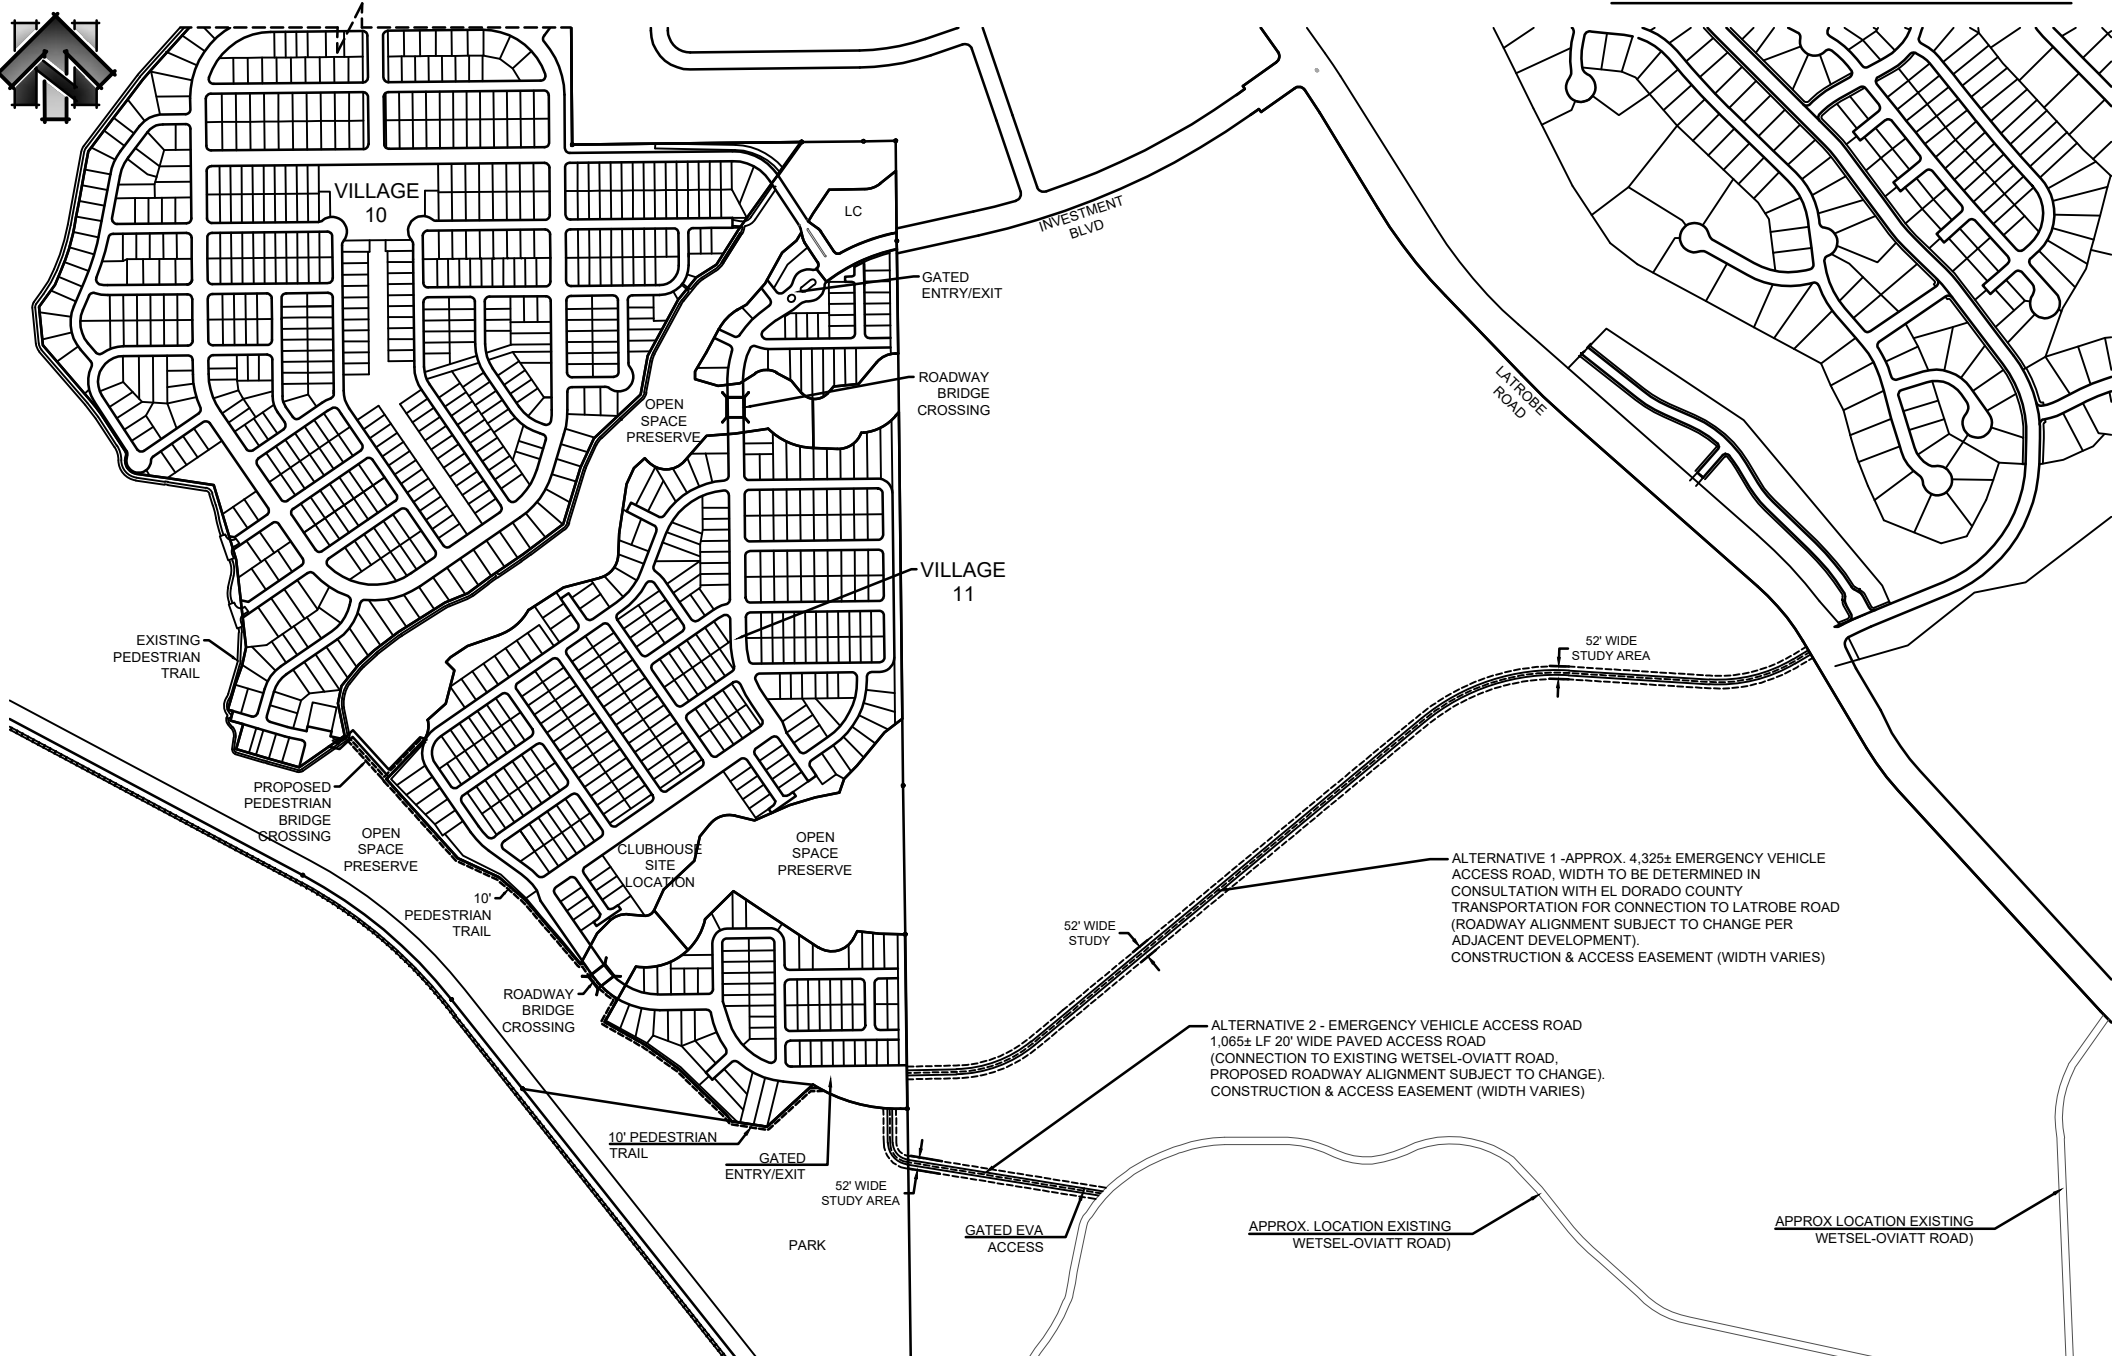 VILLAGE
10
LC
INVESTMENT
BLVD
GATED
ENTRY/EXIT
ROADWAY
BRIDGE
CROSSING
LATROBE
ROAD
OPEN
SPACE
PRESERVE
VILLAGE
11
EXISTING
PEDESTRIAN
TRAIL
52' WIDE
STUDY AREA
PROPOSED
PEDESTRIAN
BRIDGE
CROSSING
OPEN
SPACE
PRESERVE
CLUBHOUSE
SITE
LOCATION
OPEN
SPACE
PRESERVE
10'
PEDESTRIAN
TRAIL
ALTERNATIVE 1 -APPROX. 4,325± EMERGENCY VEHICLE
ACCESS ROAD, WIDTH TO BE DETERMINED IN
CONSULTATION WITH EL DORADO COUNTY
TRANSPORTATION FOR CONNECTION TO LATROBE ROAD
(ROADWAY ALIGNMENT SUBJECT TO CHANGE PER
ADJACENT DEVELOPMENT).
CONSTRUCTION & ACCESS EASEMENT (WIDTH VARIES)
52' WIDE
STUDY
ROADWAY
BRIDGE
CROSSING
ALTERNATIVE 2 - EMERGENCY VEHICLE ACCESS ROAD
1,065± LF 20' WIDE PAVED ACCESS ROAD
(CONNECTION TO EXISTING WETSEL-OVIATT ROAD,
PROPOSED ROADWAY ALIGNMENT SUBJECT TO CHANGE).
CONSTRUCTION & ACCESS EASEMENT (WIDTH VARIES)
10' PEDESTRIAN
TRAIL
GATED
ENTRY/EXIT
52' WIDE
STUDY AREA
PARK
GATED EVA
ACCESS
APPROX. LOCATION EXISTING
WETSEL-OVIATT ROAD)
APPROX LOCATION EXISTING
WETSEL-OVIATT ROAD)